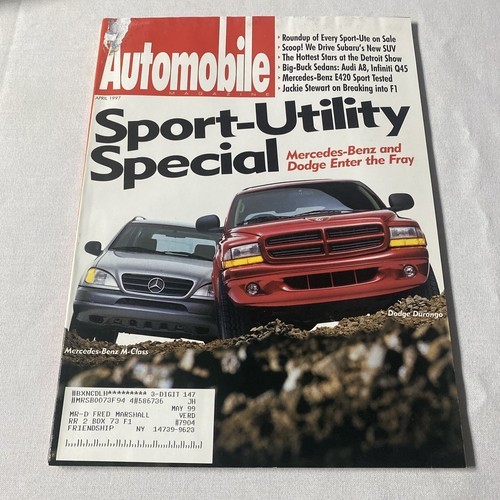 Automobile
MAGAZINE
APRIL 1997
· Roundup of Every Sport-Ute on Sale
· Scoop! We Drive Subaru's New SUV
· The Hottest Stars at the Detroit Show
· Big-Buck Sedans: Audi A8, Infiniti Q45
· Mercedes-Benz E420 Sport Tested
· Jackie Stewart on Breaking into F1
Sport-Utility
Special
Mercedes-Benz and
Dodge Enter the Fray
Dodge Durango
Mercedes-Benz M-Class
#BXNCDLH********* 3-DIGIT 147
#MRSB0073F94 4#586736 JH
MAY 99
MR-D FRED MARSHALL VERD
RR 2 BOX 73 F1 #7904
FRIENDSHIP NY 14739-9623